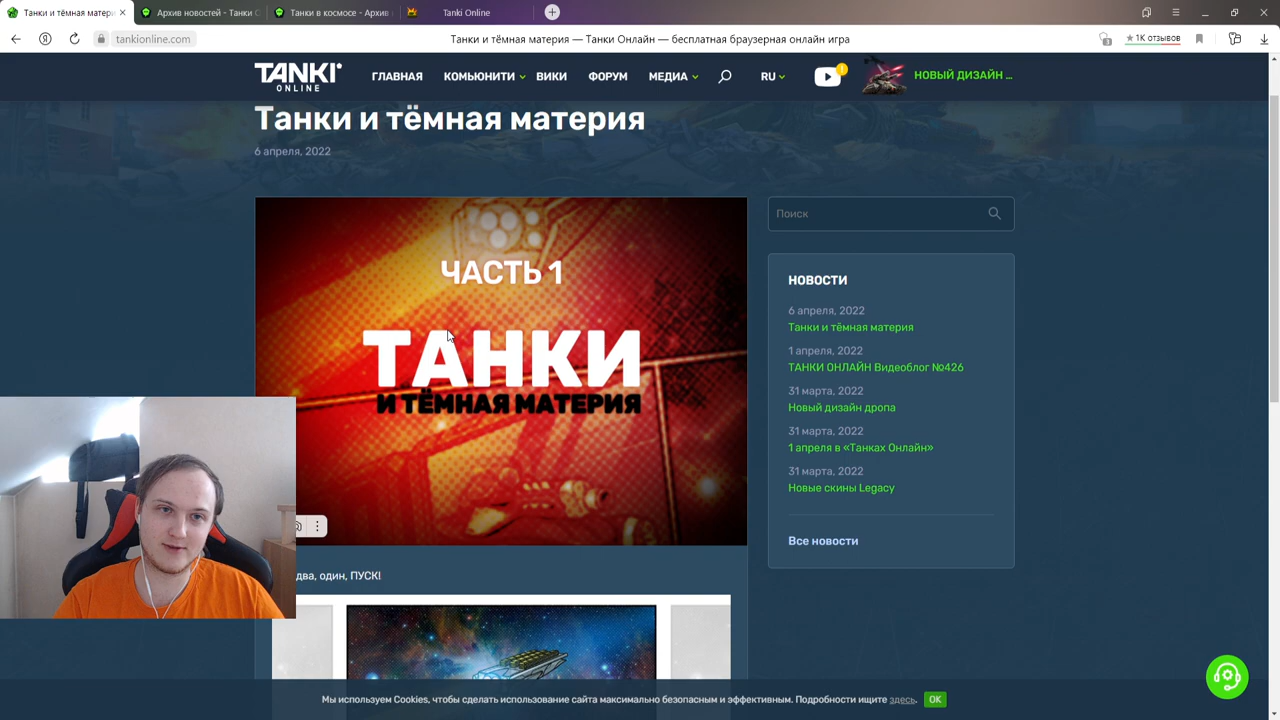 Танки и тёмная матери
Архив новостей - Танки О
Танки в космосе - Архив
Tanki Online
tankionline.com
Танки и тёмная материя — Танки Онлайн — бесплатная браузерная онлайн игра
1К отзывов
TANKI
ONLINE
ГЛАВНАЯ
КОМЬЮНИТИ
ВИКИ
ФОРУМ
МЕДИА
RU
НОВЫЙ ДИЗАЙН ...
Танки и тёмная материя
6 апреля, 2022
ЧАСТЬ 1
ТАНКИ
И ТЁМНАЯ МАТЕРИЯ
два, один, ПУСК!
Поиск
НОВОСТИ
6 апреля, 2022
Танки и тёмная материя
1 апреля, 2022
ТАНКИ ОНЛАЙН Видеоблог №426
31 марта, 2022
Новый дизайн дропа
31 марта, 2022
1 апреля в «Танках Онлайн»
31 марта, 2022
Новые скины Legacy
Все новости
Мы используем Cookies, чтобы сделать использование сайта максимально безопасным и эффективным. Подробности ищите здесь.
OK